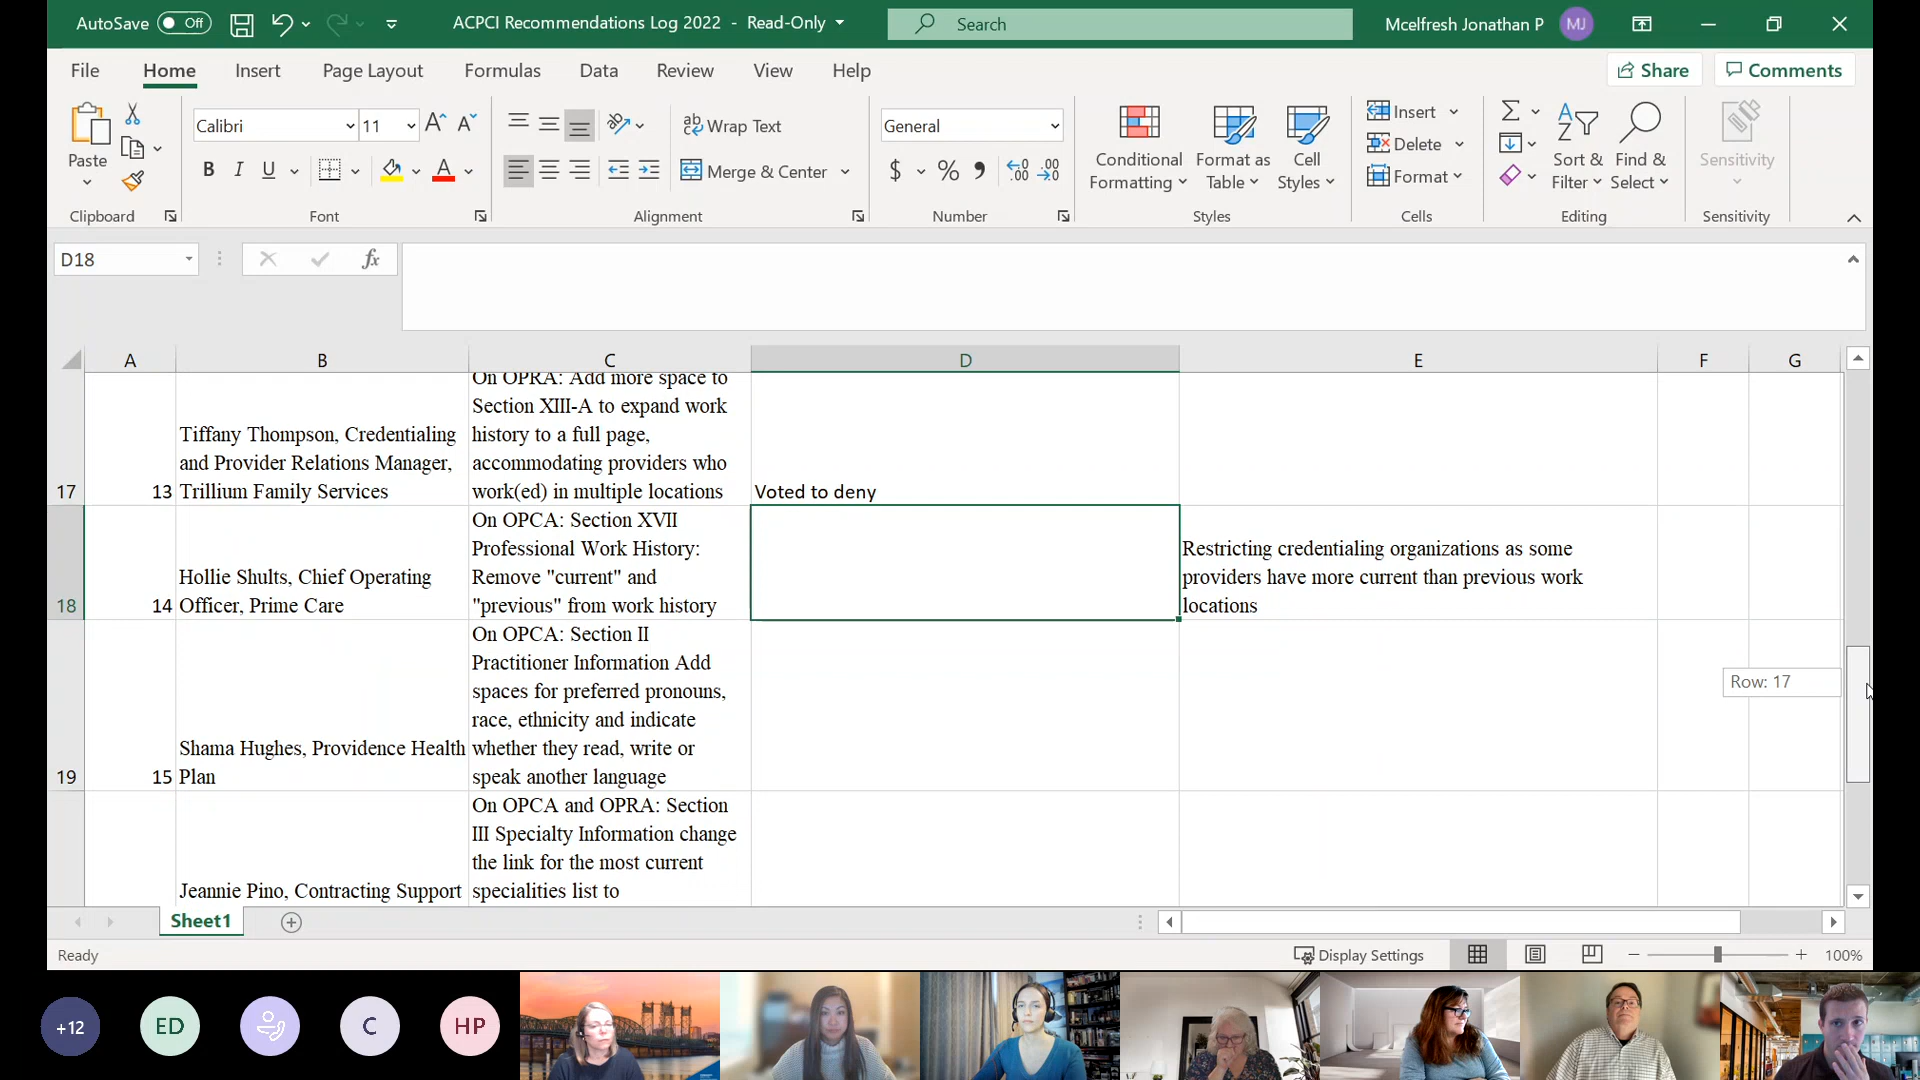 AutoSave Off ACPCI Recommendations Log 2022 - Read-Only Search Mcelfresh Jonathan P MJ
File Home Insert Page Layout Formulas Data Review View Help Share Comments
Paste
Calibri 11
Wrap Text
General
Conditional Formatting
Format as Table
Cell Styles
Insert
Delete
Format
Sort & Filter
Find & Select
Sensitivity
B I U
Merge & Center
$ %
Clipboard Font Alignment Number Styles Cells Editing Sensitivity
D18 fx
A B C D E F G
17
13
Tiffany Thompson, Credentialing
and Provider Relations Manager,
Trillium Family Services
On OPRA: Add more space to
Section XIII-A to expand work
history to a full page,
accommodating providers who
work(ed) in multiple locations
Voted to deny
18
14
Hollie Shults, Chief Operating
Officer, Prime Care
On OPCA: Section XVII
Professional Work History:
Remove "current" and
"previous" from work history
Restricting credentialing organizations as some
providers have more current than previous work
locations
19
15
Shama Hughes, Providence Health
Plan
On OPCA: Section II
Practitioner Information Add
spaces for preferred pronouns,
race, ethnicity and indicate
whether they read, write or
speak another language
Row: 17
Jeannie Pino, Contracting Support
On OPCA and OPRA: Section
III Specialty Information change
the link for the most current
specialities list to
Sheet1
Ready Display Settings 100%
+12 ED C HP